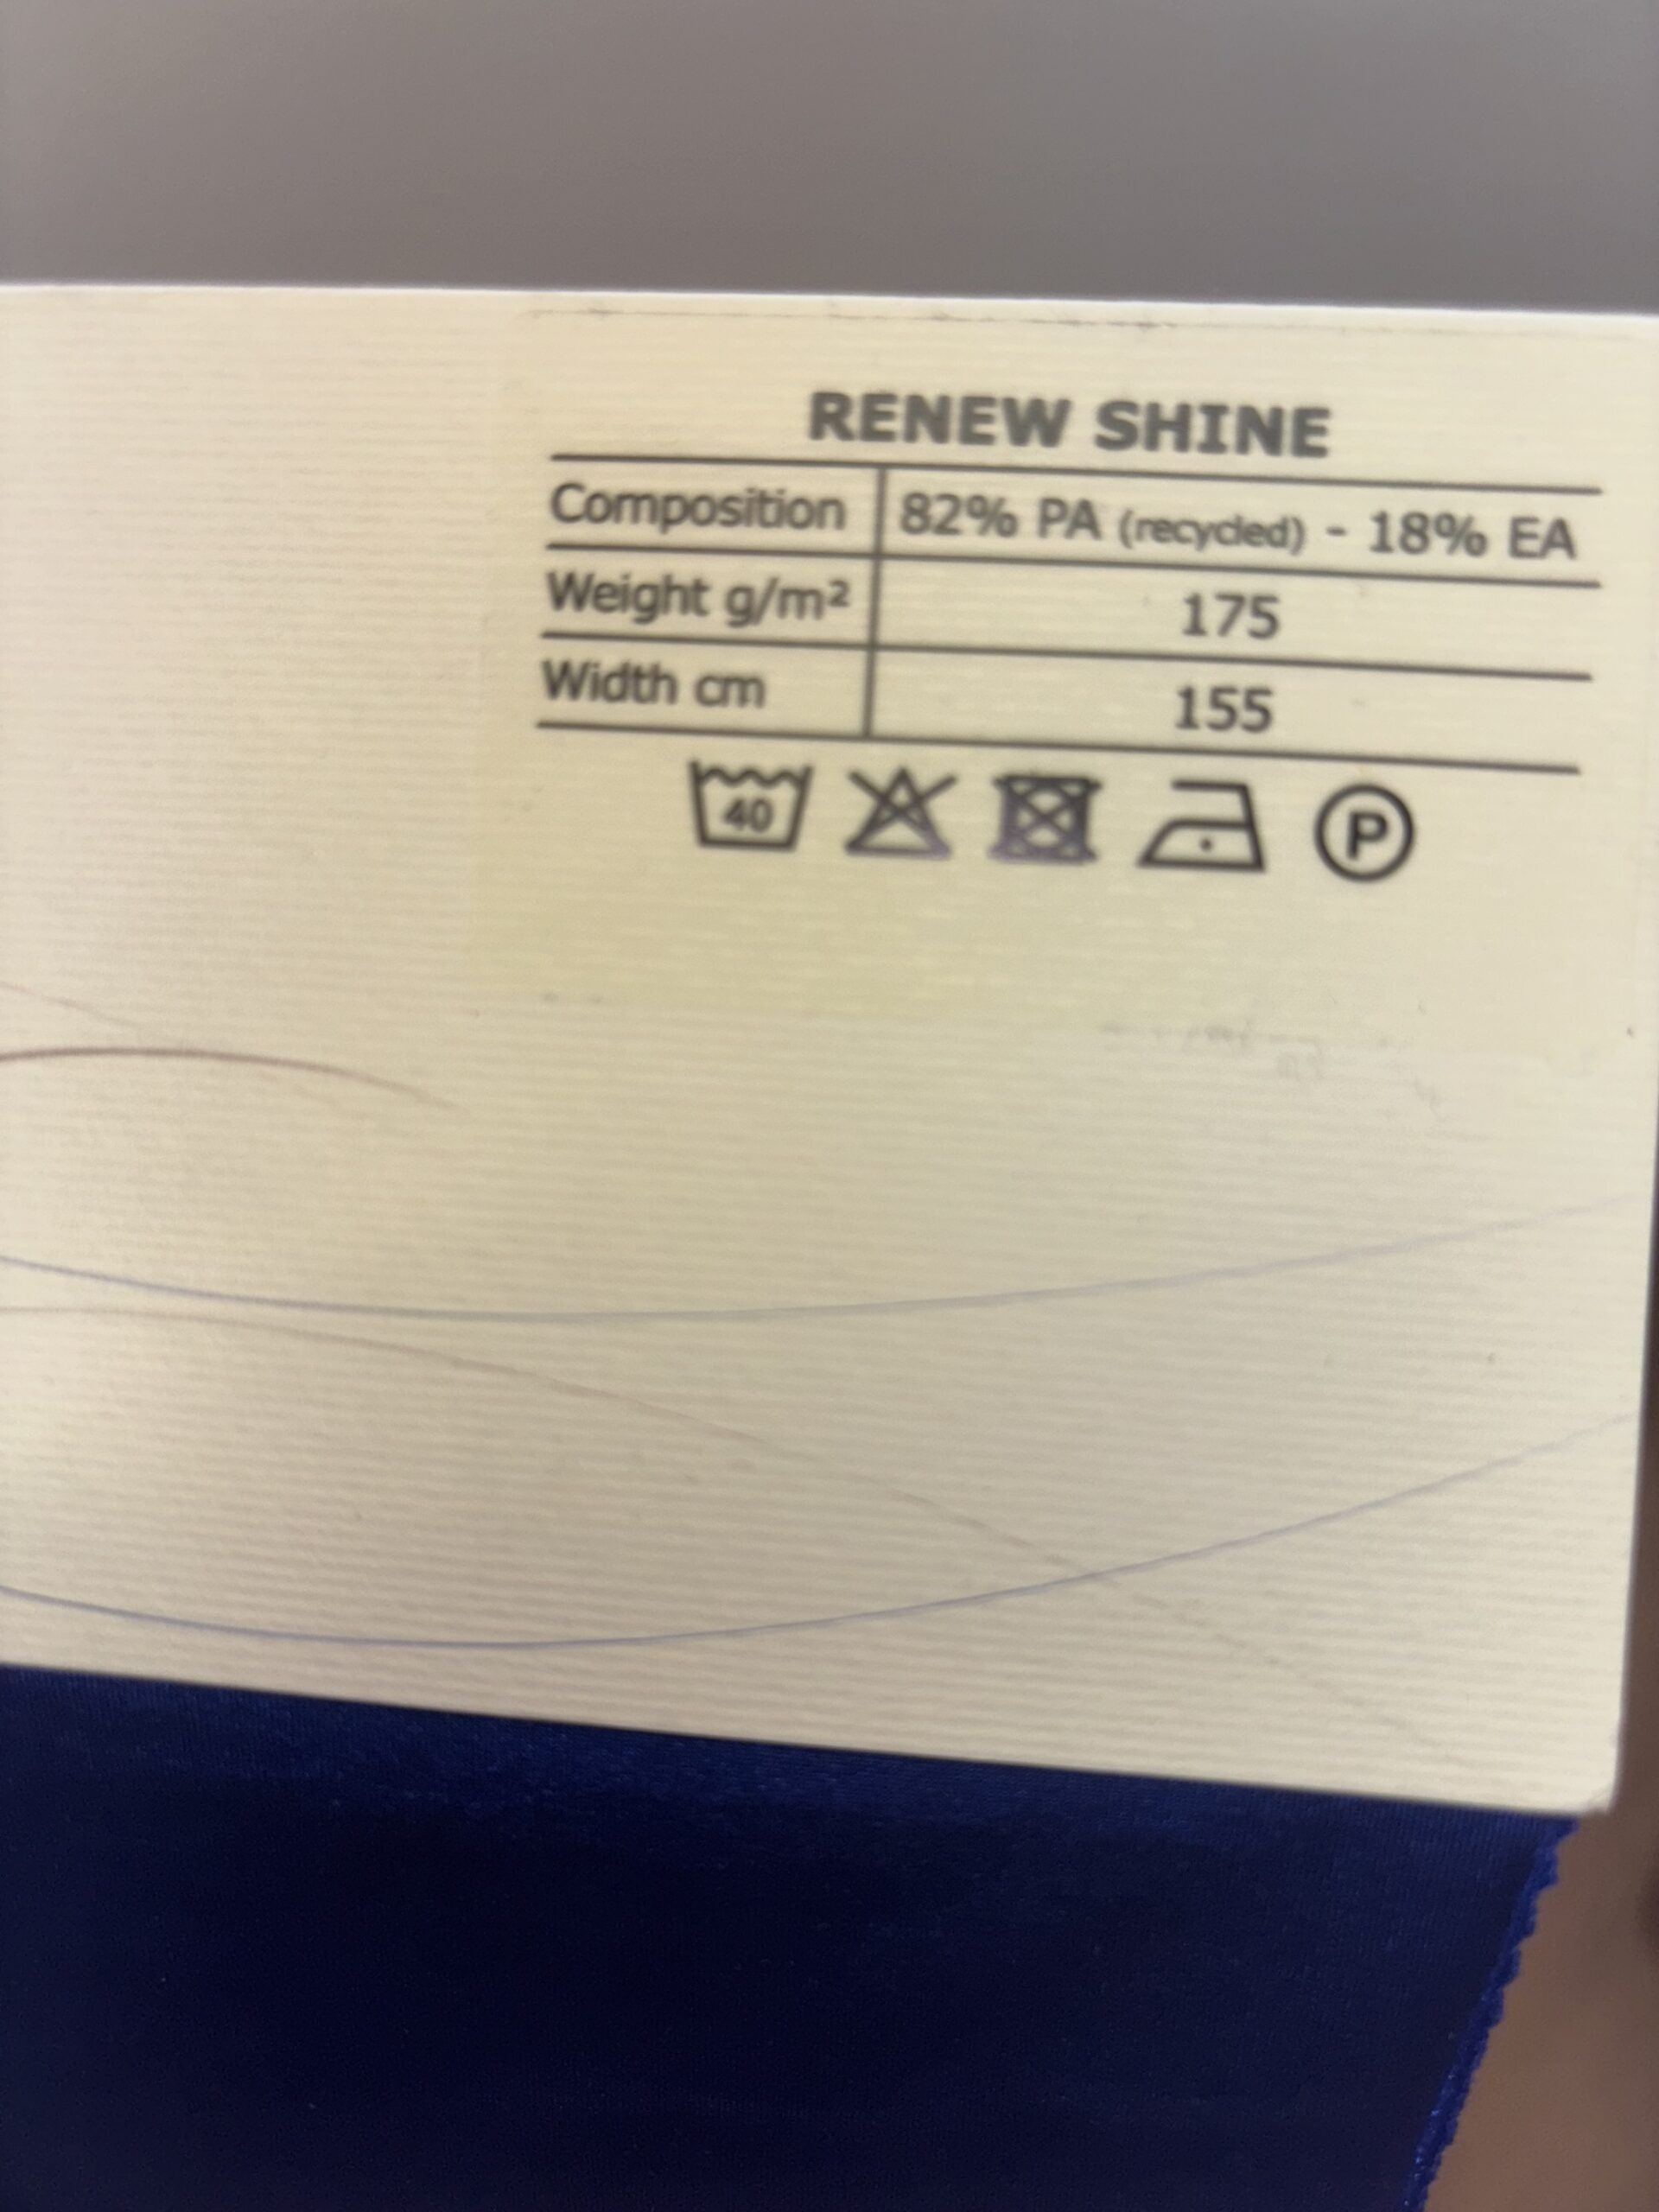 RENEW SHINE
Composition 82% PA (recycled) - 18% EA
Weight g/m² 175
Width cm 155
40 P